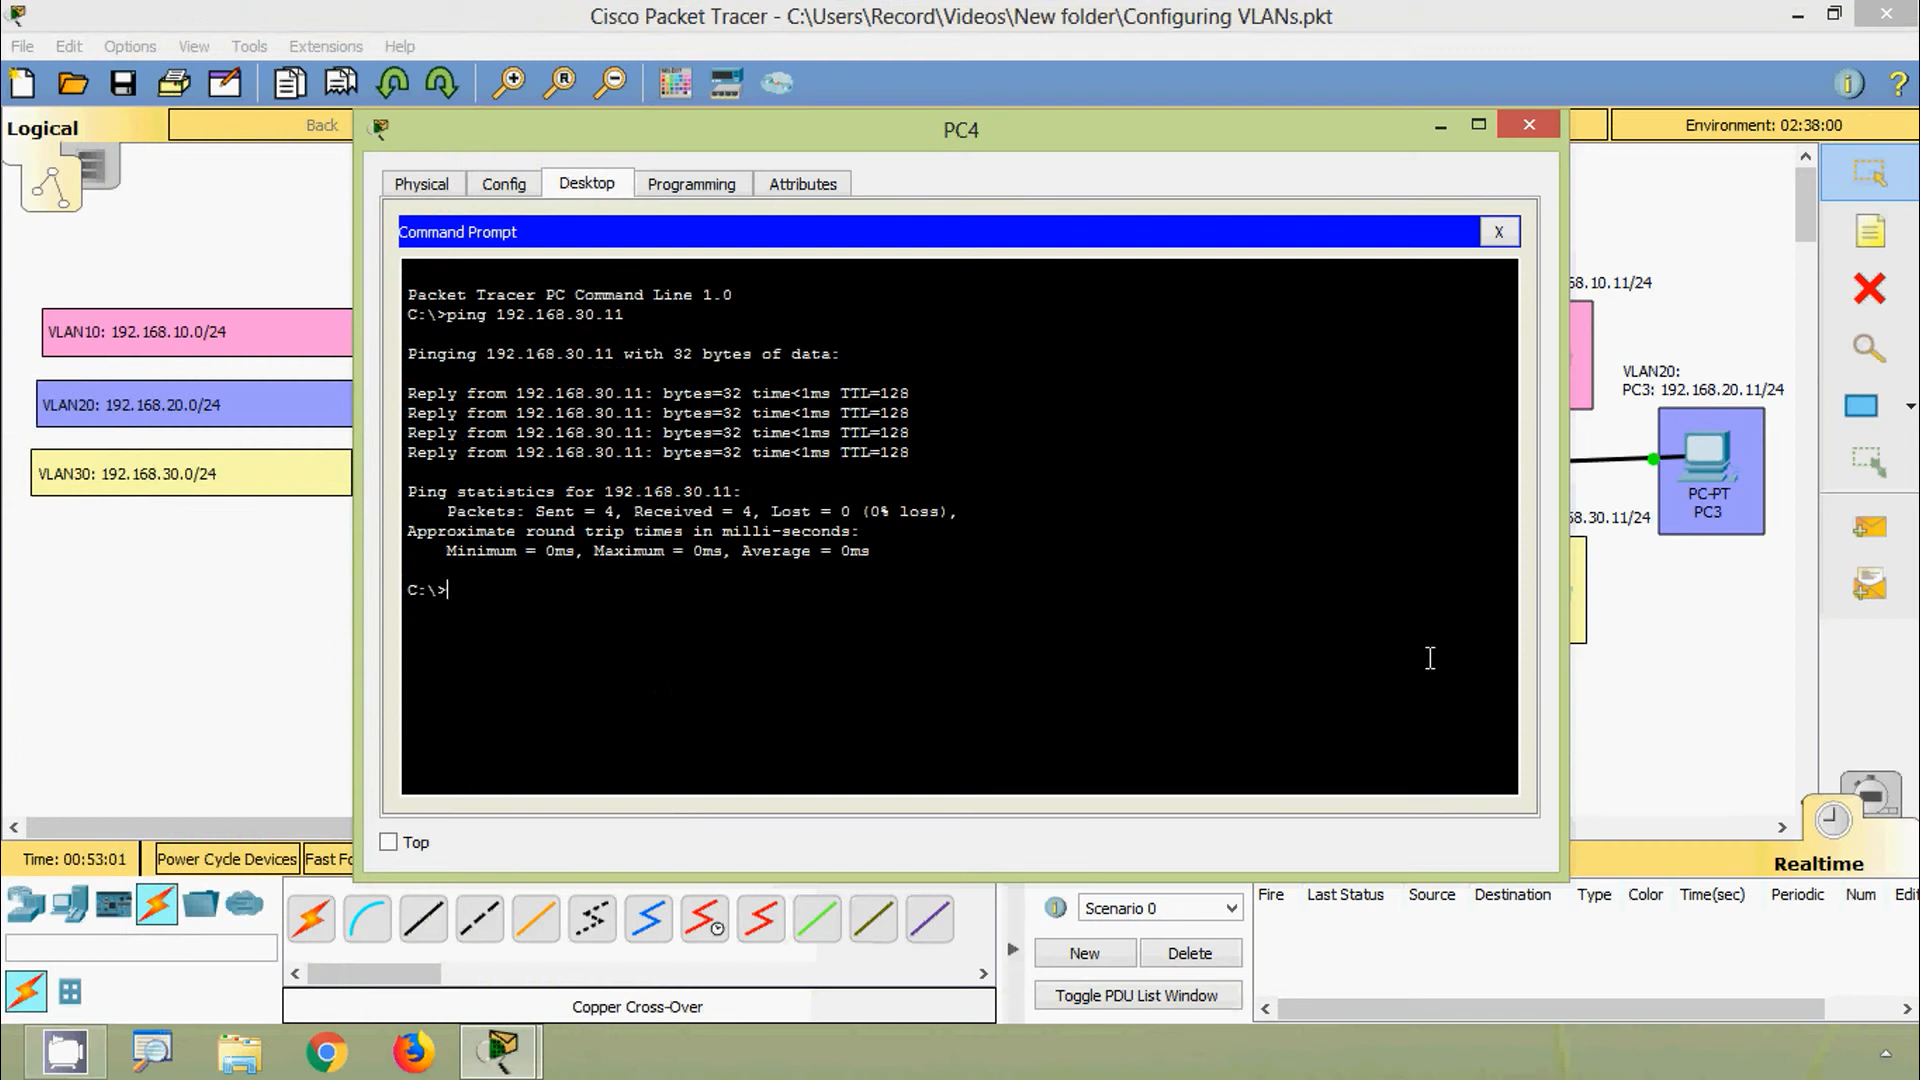 Cisco Packet Tracer - C:\Users\Record\Videos\New folder\Configuring VLANs.pkt
File Edit Options View Tools Extensions Help
Logical
Back
Environment: 02:38:00
PC4
Physical Config Desktop Programming Attributes
Command Prompt
X
Packet Tracer PC Command Line 1.0
C:\>ping 192.168.30.11
Pinging 192.168.30.11 with 32 bytes of data:
Reply from 192.168.30.11: bytes=32 time<1ms TTL=128
Reply from 192.168.30.11: bytes=32 time<1ms TTL=128
Reply from 192.168.30.11: bytes=32 time<1ms TTL=128
Reply from 192.168.30.11: bytes=32 time<1ms TTL=128
Ping statistics for 192.168.30.11:
Packets: Sent = 4, Received = 4, Lost = 0 (0% loss),
Approximate round trip times in milli-seconds:
Minimum = 0ms, Maximum = 0ms, Average = 0ms
C:\>
Top
VLAN10: 192.168.10.0/24
VLAN20: 192.168.20.0/24
VLAN30: 192.168.30.0/24
68.10.11/24
VLAN20:
PC3: 192.168.20.11/24
PC-PT
PC3
68.30.11/24
Time: 00:53:01
Power Cycle Devices
Fast Fo
Realtime
Scenario 0
New
Delete
Toggle PDU List Window
Fire Last Status Source Destination Type Color Time(sec) Periodic Num Edit
Copper Cross-Over